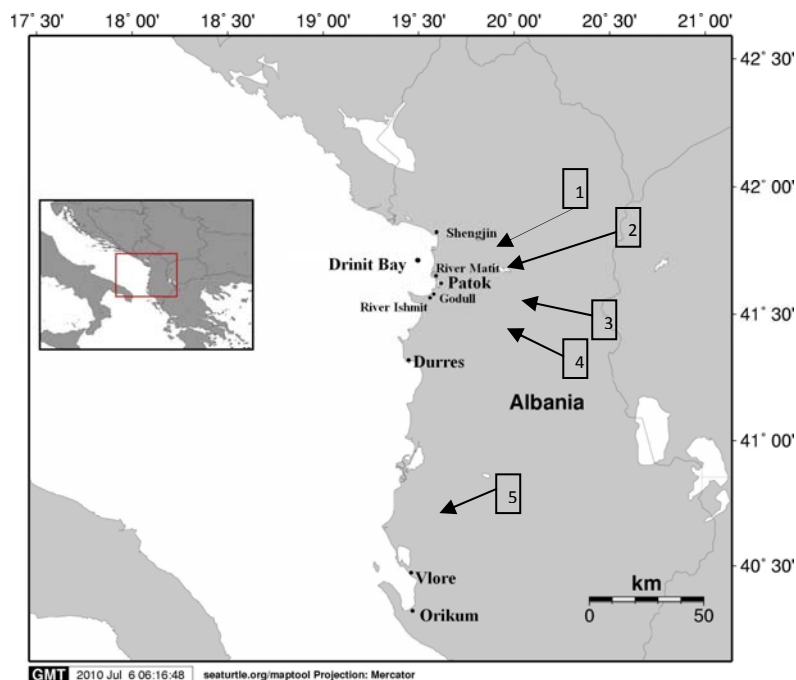 17˚ 30' 18˚ 00' 18˚ 30' 19˚ 00' 19˚ 30' 20˚ 00' 20˚ 30' 21˚ 00'
42˚ 30'
42˚ 00'
1
2
Shengjin
Drinit Bay
River Matit
Patok
Godull
River Ishmit
41˚ 30'
3
4
Durres
Albania
41˚ 00'
5
40˚ 30'
Vlore
Orikum
km
0 50
GMT 2010 Jul 6 06:16:48 seaturtle.org/maptool Projection: Mercator